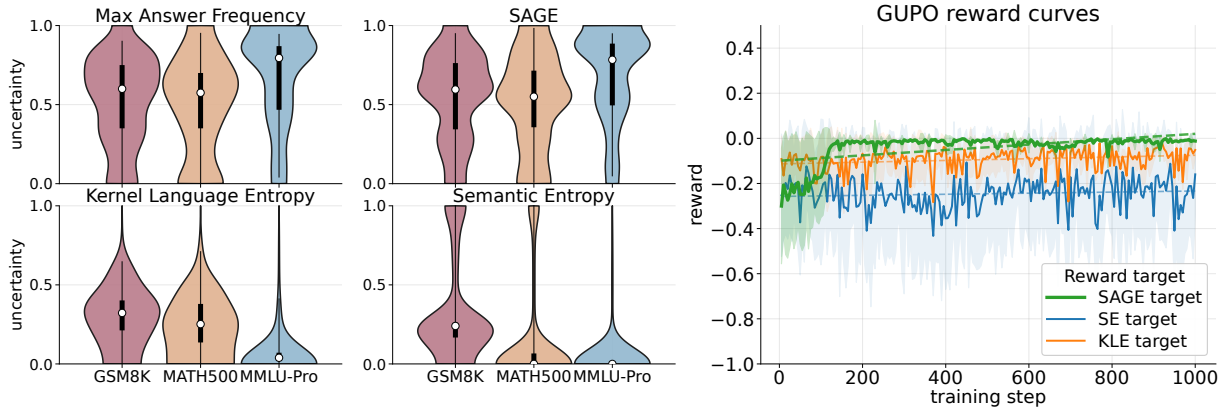 Max Answer Frequency
uncertainty
1.0
0.5
0.0
SAGE
1.0
0.5
0.0
Kernel Language Entropy
uncertainty
1.0
0.5
0.0
GSM8K MATH500 MMLU-Pro
Semantic Entropy
1.0
0.5
0.0
GSM8K MATH500 MMLU-Pro
GUPO reward curves
reward
0.4
0.2
0.0
−0.2
−0.4
−0.6
−0.8
−1.0
0 200 400 600 800 1000
training step
Reward target
SAGE target
SE target
KLE target